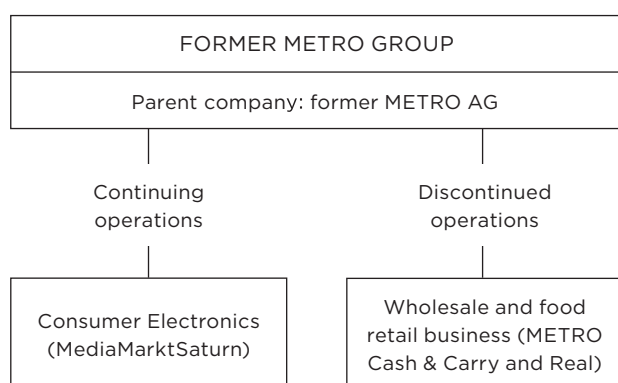 FORMER METRO GROUP
Parent company: former METRO AG
Continuing
operations
Discontinued
operations
Consumer Electronics
(MediaMarktSaturn)
Wholesale and food
retail business (METRO
Cash & Carry and Real)